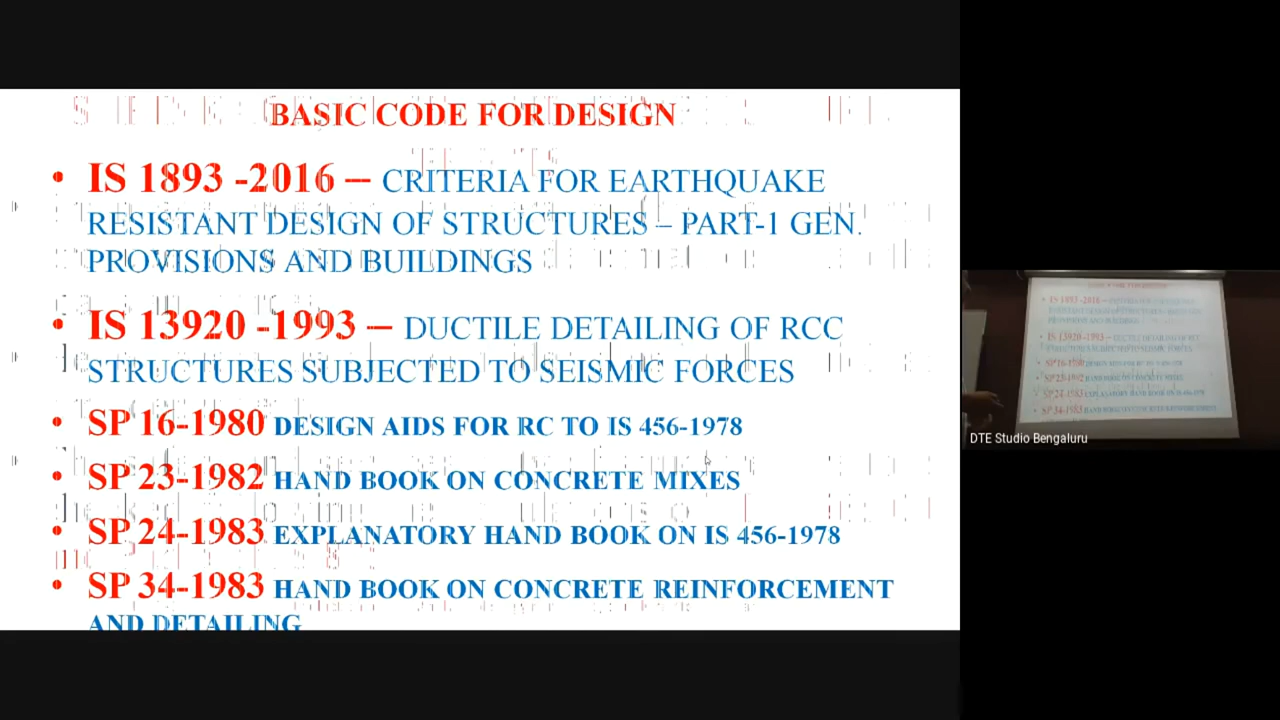 BASIC CODE FOR DESIGN
• IS 1893 -2016 – CRITERIA FOR EARTHQUAKE
RESISTANT DESIGN OF STRUCTURES – PART-1 GEN.
PROVISIONS AND BUILDINGS
• IS 13920 -1993 – DUCTILE DETAILING OF RCC
STRUCTURES SUBJECTED TO SEISMIC FORCES
• SP 16-1980 DESIGN AIDS FOR RC TO IS 456-1978
• SP 23-1982 HAND BOOK ON CONCRETE MIXES
• SP 24-1983 EXPLANATORY HAND BOOK ON IS 456-1978
• SP 34-1983 HAND BOOK ON CONCRETE REINFORCEMENT
AND DETAILING
DTE Studio Bengaluru